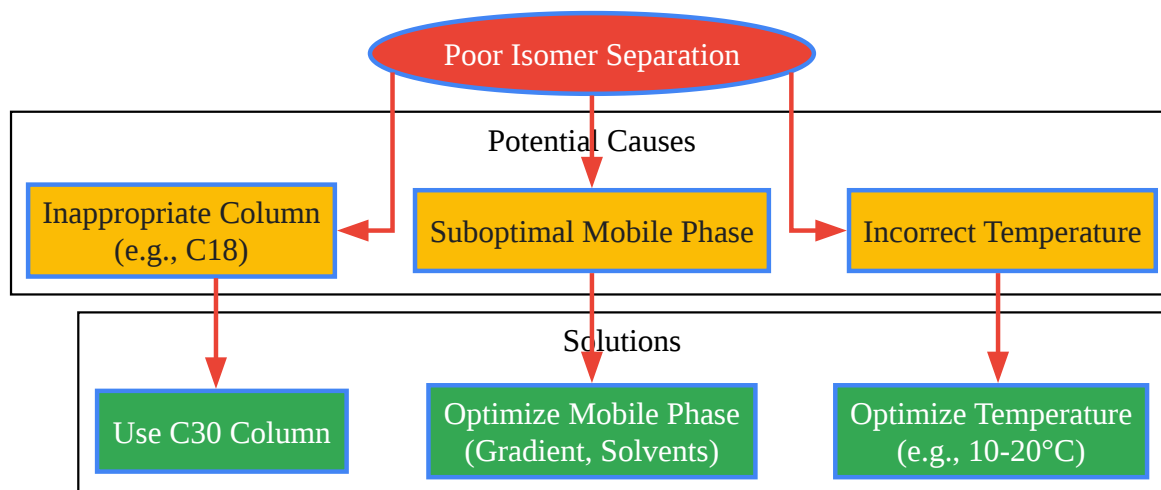 Poor Isomer Separation
Potential Causes
Inappropriate Column
(e.g., C18)
Suboptimal Mobile Phase
Incorrect Temperature
Solutions
Use C30 Column
Optimize Mobile Phase
(Gradient, Solvents)
Optimize Temperature
(e.g., 10-20°C)